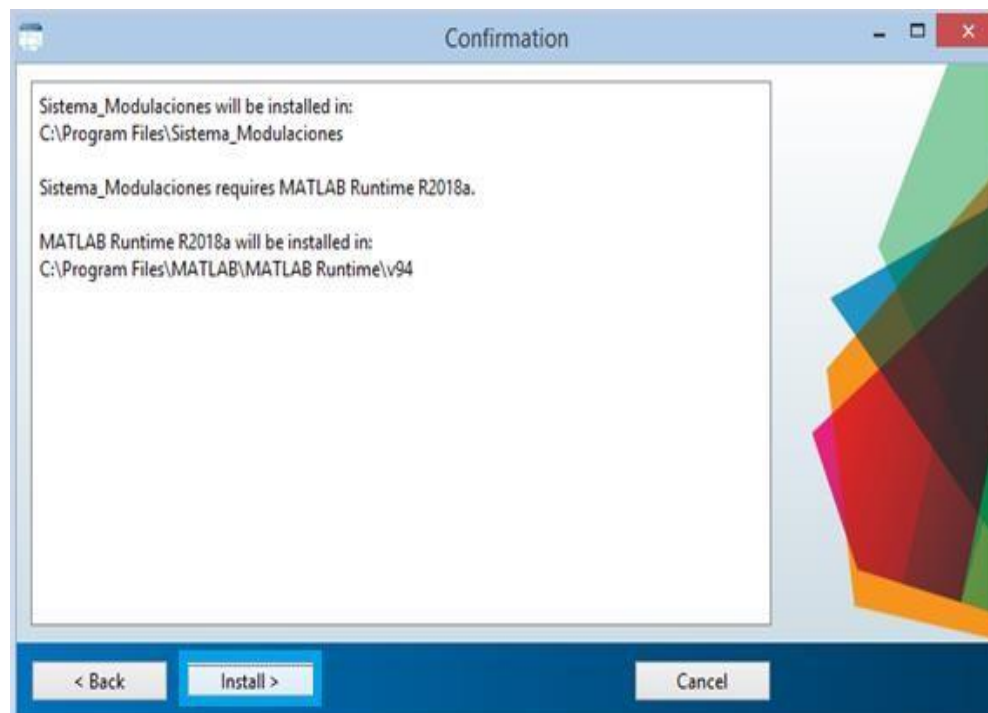 Confirmation
Sistema_Modulaciones will be installed in:
C:\Program Files\Sistema_Modulaciones
Sistema_Modulaciones requires MATLAB Runtime R2018a.
MATLAB Runtime R2018a will be installed in:
C:\Program Files\MATLAB\MATLAB Runtime\v94
< Back
Install >
Cancel